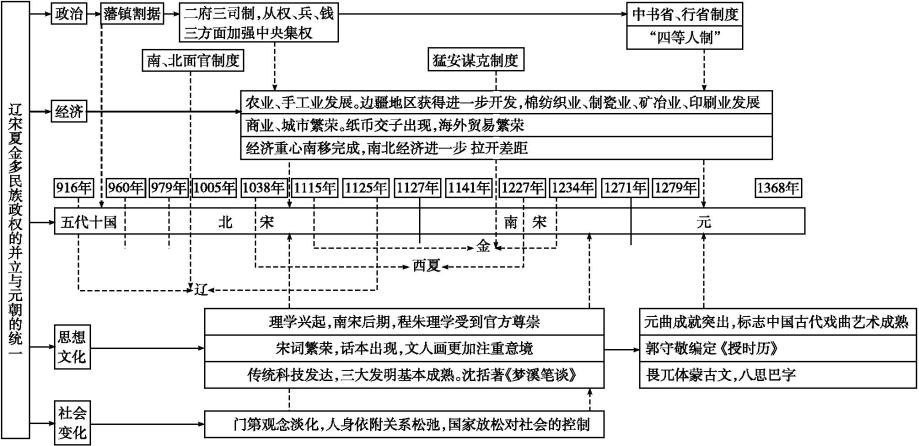 辽宋夏金多民族政权的并立与元朝的统一
政治
藩镇割据
二府三司制，从权、兵、钱
三方面加强中央集权
中书省、行省制度
“四等人制”
南、北面官制度
猛安谋克制度
经济
农业、手工业发展。边疆地区获得进一步开发，棉纺织业、制瓷业、矿冶业、印刷业发展
商业、城市繁荣。纸币交子出现，海外贸易繁荣
经济重心南移完成，南北经济进一步 拉开差距
916年 960年 979年 1005年 1038年 1115年 1125年 1127年 1141年 1227年 1234年 1271年 1279年 1368年
五代十国 北宋 南宋 元
金
西夏
辽
思想
文化
理学兴起，南宋后期，程朱理学受到官方尊崇
宋词繁荣，话本出现，文人画更加注重意境
传统科技发达，三大发明基本成熟。沈括著《梦溪笔谈》
元曲成就突出，标志中国古代戏曲艺术成熟
郭守敬编定《授时历》
畏兀体蒙古文，八思巴字
社会
变化
门第观念淡化，人身依附关系松弛，国家放松对社会的控制